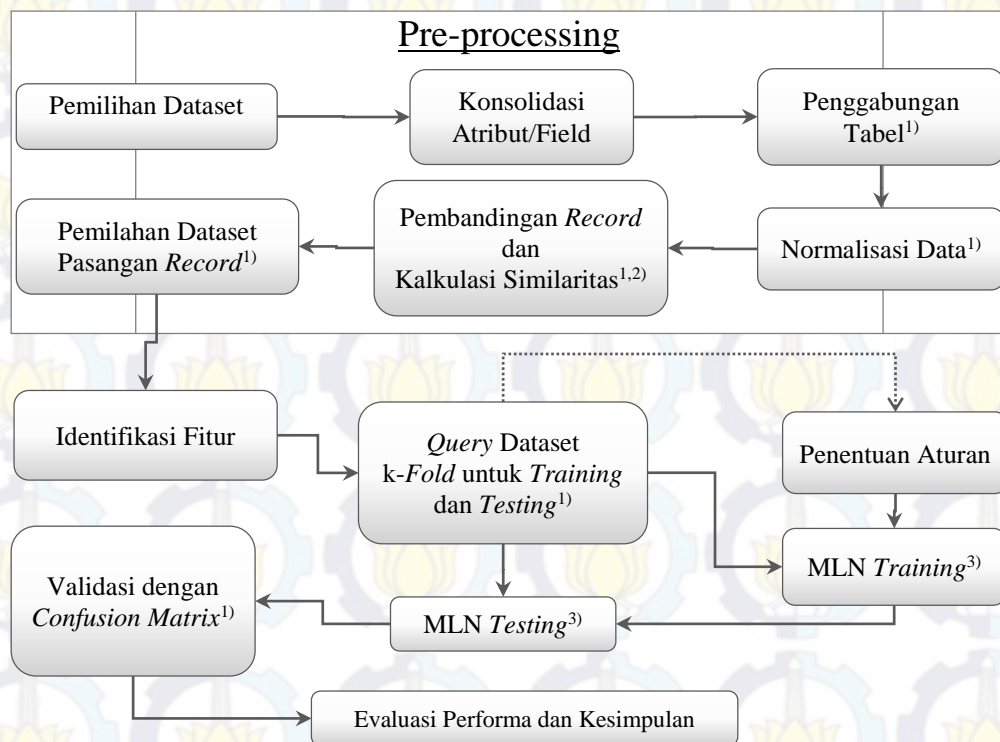 Pre-processing
Pemilihan Dataset
Konsolidasi
Atribut/Field
Penggabungan
Tabel1)
Pemilahan Dataset
Pasangan Record1)
Pembandingan Record
dan
Kalkulasi Similaritas1,2)
Normalisasi Data1)
Identifikasi Fitur
Query Dataset
k-Fold untuk Training
dan Testing1)
Penentuan Aturan
Validasi dengan
Confusion Matrix1)
MLN Testing3)
MLN Training3)
Evaluasi Performa dan Kesimpulan